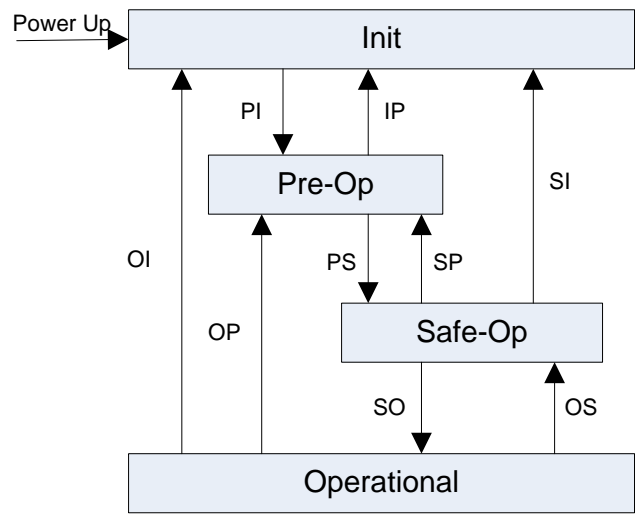 Power Up
Init
PI
IP
Pre-Op
SI
OI
PS
SP
OP
Safe-Op
SO
OS
Operational